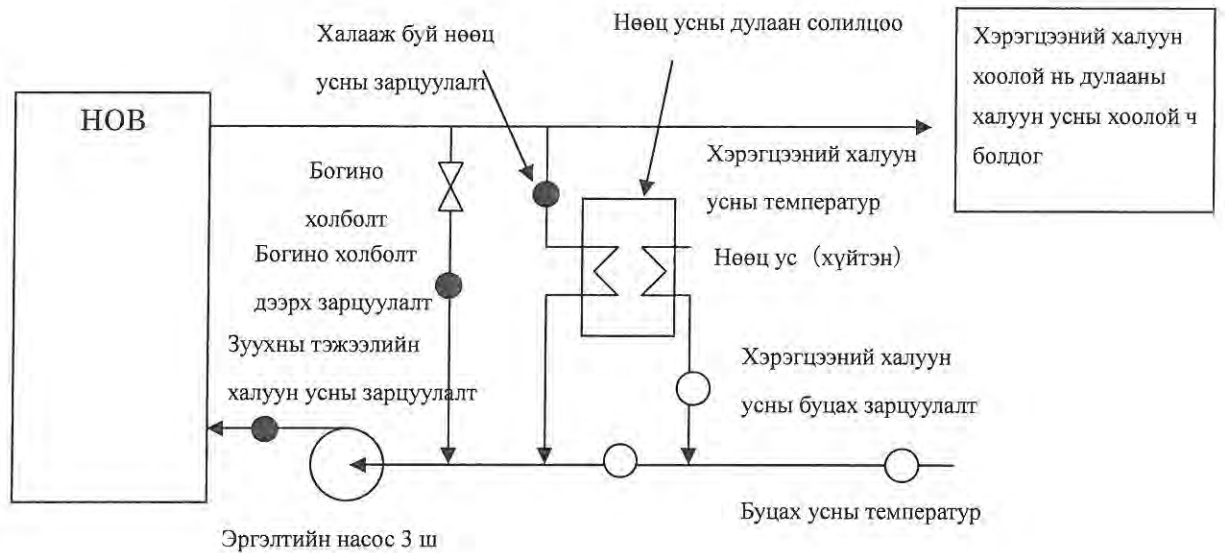 Халааж буй нөөц
усны зарцуулалт
Нөөц усны дулаан солилцоо
Хэрэгцээний халуун
хоолой нь дулааны
халуун усны хоолой ч
болдог
НОВ
Богино
холболт
Хэрэгцээний халуун
усны температур
Богино холболт
дээрх зарцуулалт
Нөөц ус (хүйтэн)
Зуухны тэжээлийн
халуун усны зарцуулалт
Хэрэгцээний халуун
усны буцах зарцуулалт
Буцах усны температур
Эргэлтийн насос 3 ш